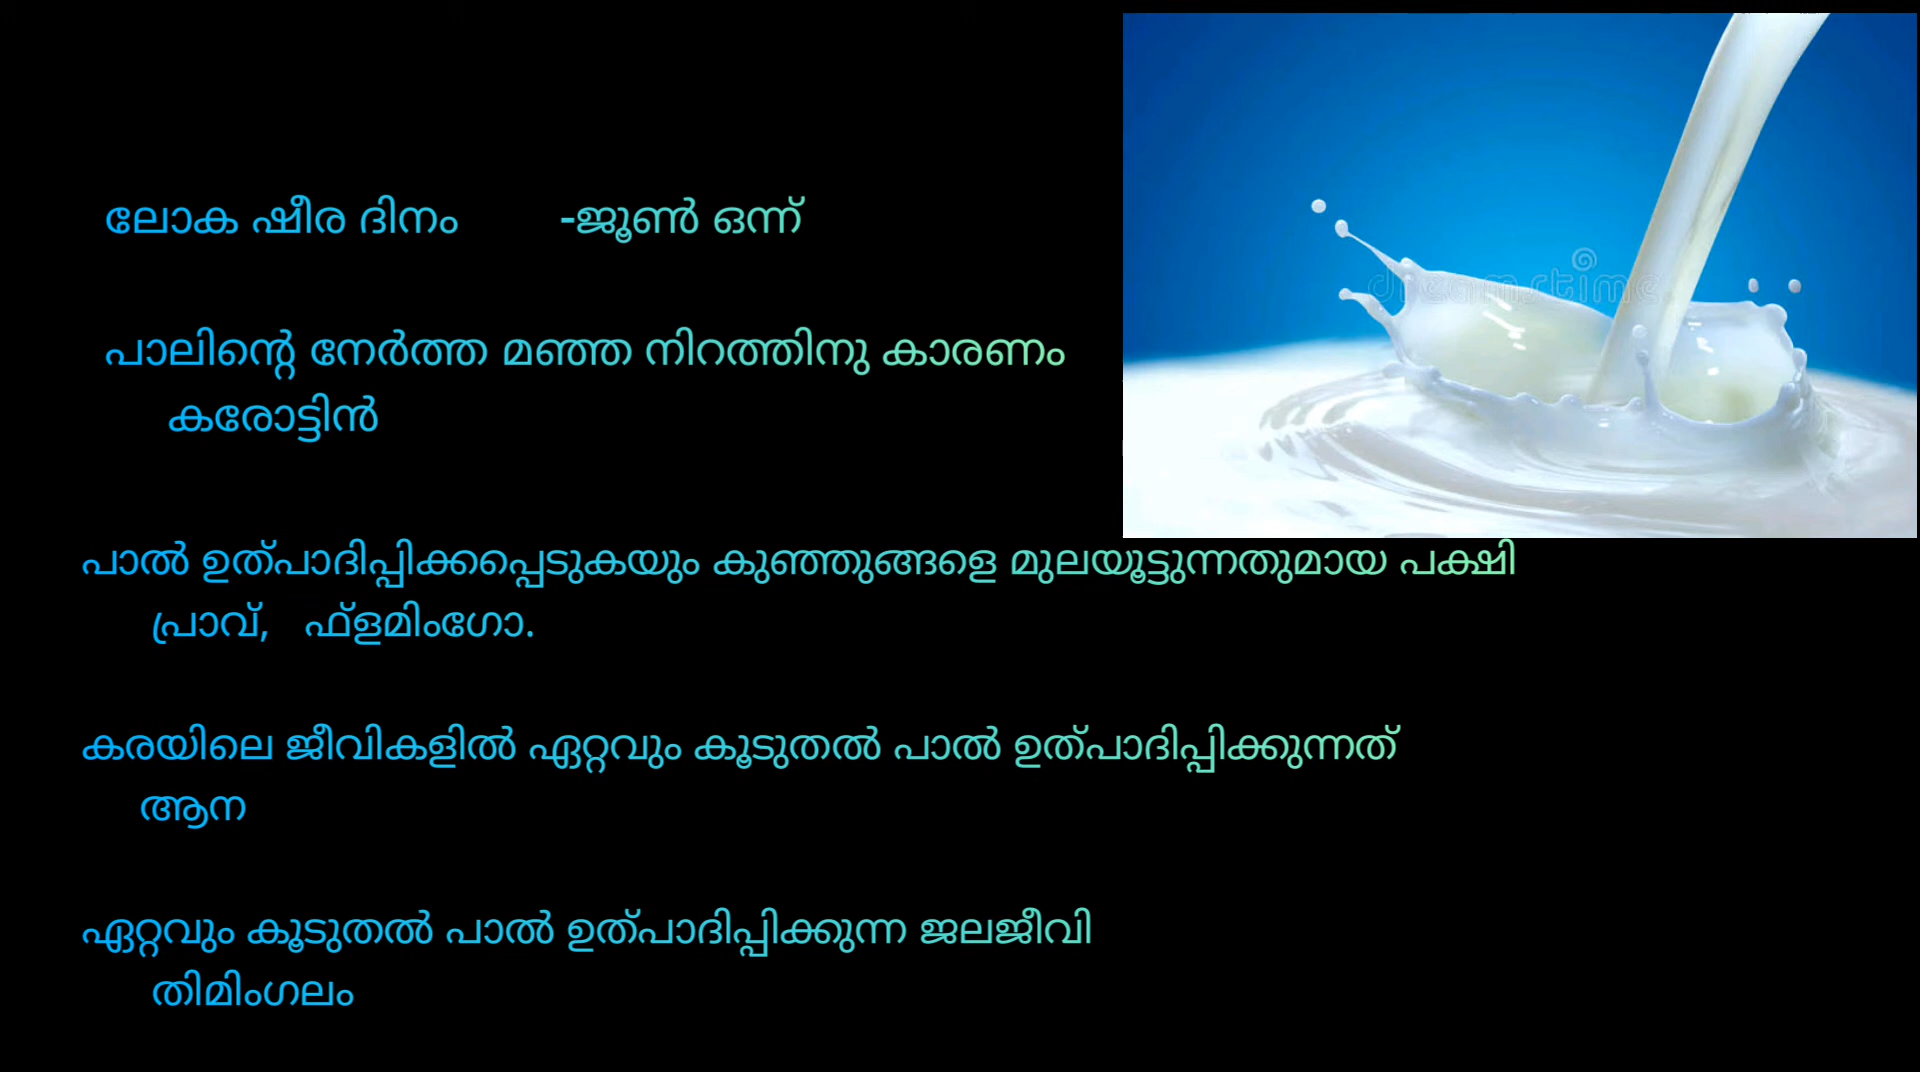 ലോക ഷീര ദിനം -ജൂൺ ഒന്ന്
dreamstime
പാലിന്റെ നേർത്ത മഞ്ഞ നിറത്തിനു കാരണം
കരോട്ടിൻ
പാൽ ഉത്പാദിപ്പിക്കപ്പെടുകയും കുഞ്ഞുങ്ങളെ മുലയൂട്ടുന്നതുമായ പക്ഷി
പ്രാവ്, ഫ്ളമിംഗോ.
കരയിലെ ജീവികളിൽ ഏറ്റവും കൂടുതൽ പാൽ ഉത്പാദിപ്പിക്കുന്നത്
ആന
ഏറ്റവും കൂടുതൽ പാൽ ഉത്പാദിപ്പിക്കുന്ന ജലജീവി
തിമിംഗലം